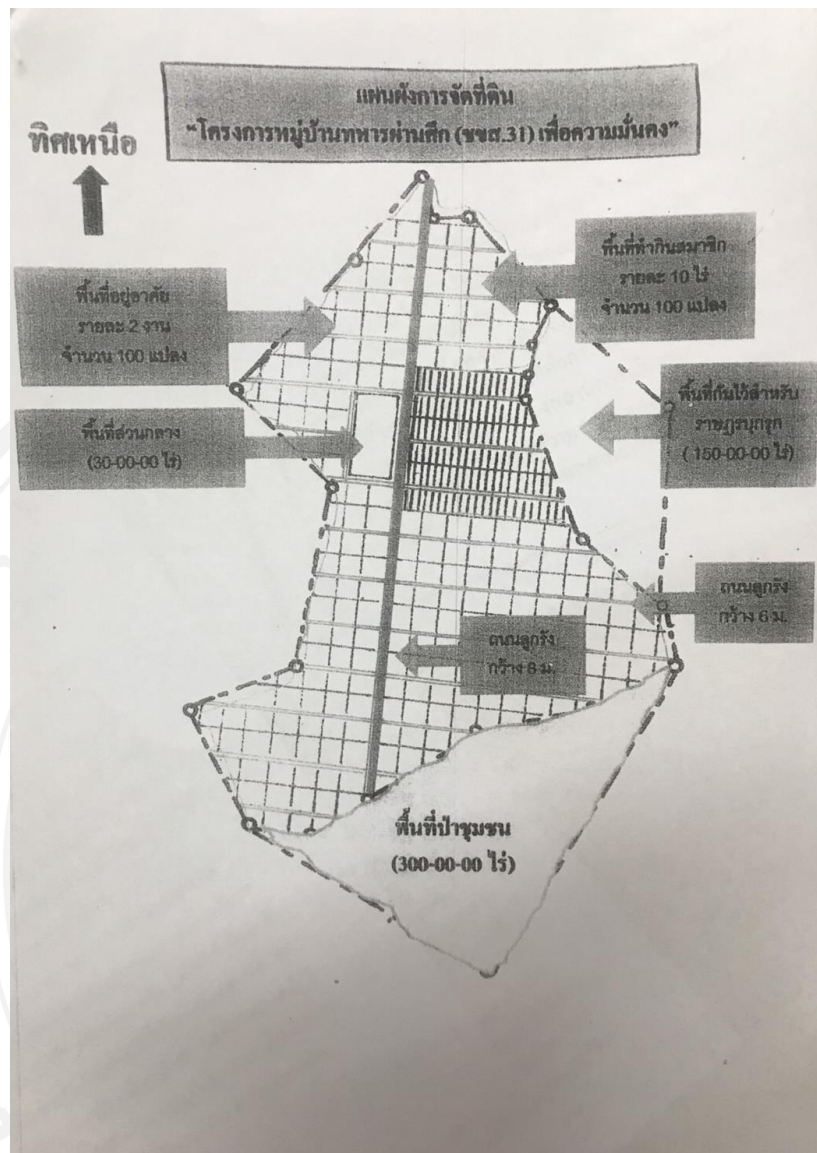 แผนผังการจัดที่ดิน
“โครงการหมู่บ้านทหารผ่านศึก (ชขส.31) เพื่อความมั่นคง”
ทิศเหนือ
พื้นที่ทำกินสมาชิก
รายละ 10 ไร่
จำนวน 100 แปลง
พื้นที่อยู่อาศัย
รายละ 2 งาน
จำนวน 100 แปลง
พื้นที่กันไว้สำหรับ
ราษฎรบุกรุก
( 150-00-00 ไร่)
พื้นที่ส่วนกลาง
(30-00-00 ไร่)
ถนนลูกรัง
กว้าง 6 ม.
ถนนลูกรัง
กว้าง 8 ม.
พื้นที่ป่าชุมชน
(300-00-00 ไร่)